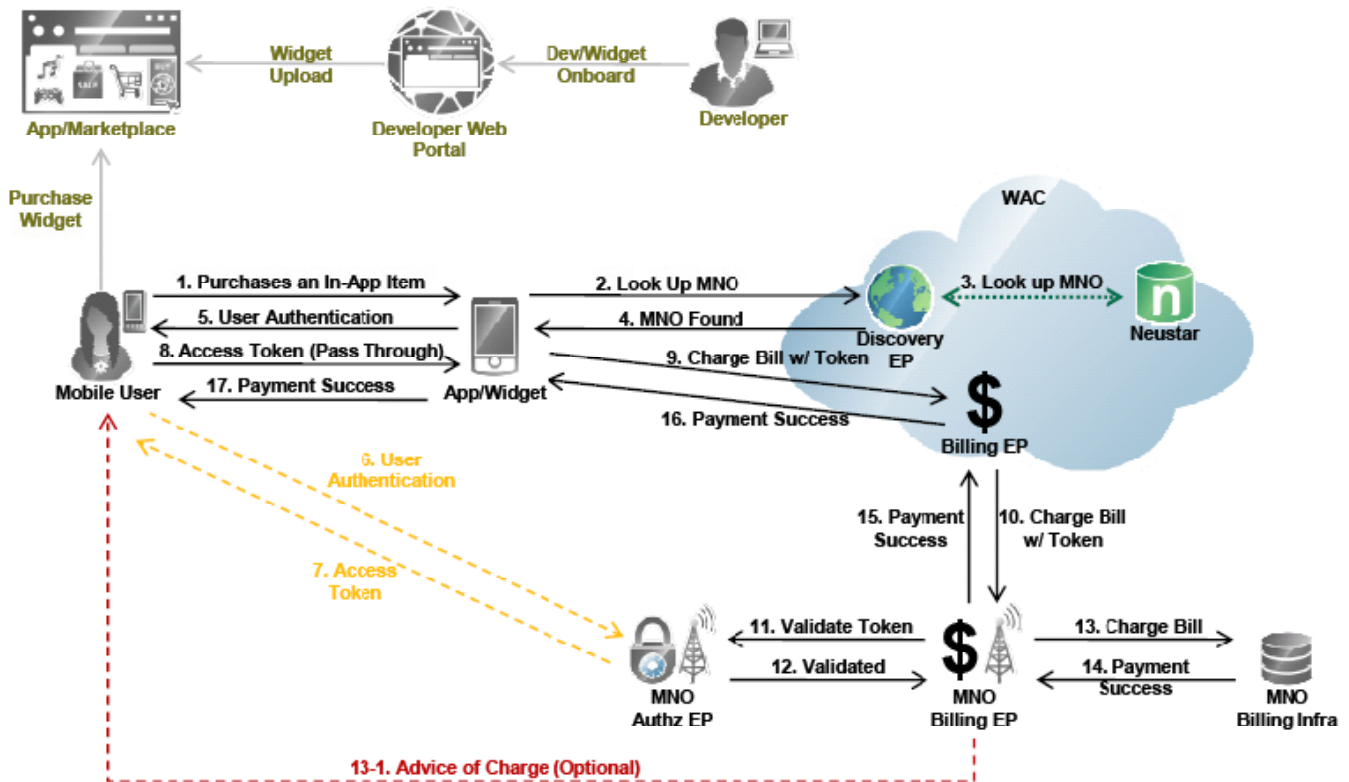 Widget
Upload
Dev/Widget
Onboard
SALE
BUY
App/Marketplace
Developer Web
Portal
Developer
Purchase
Widget
WAC
1. Purchases an In-App Item
2. Look Up MNO
3. Look up MNO
n
5. User Authentication
4. MNO Found
Discovery
EP
Neustar
8. Access Token (Pass Through)
9. Charge Bill w/ Token
Mobile User
17. Payment Success
App/Widget
16. Payment Success
$
Billing EP
6. User
Authentication
15. Payment
Success
10. Charge Bill
w/ Token
7. Access
Token
11. Validate Token
$
13. Charge Bill
12. Validated
14. Payment
Success
MNO
Authz EP
MNO
Billing EP
MNO
Billing Infra
13-1. Advice of Charge (Optional)